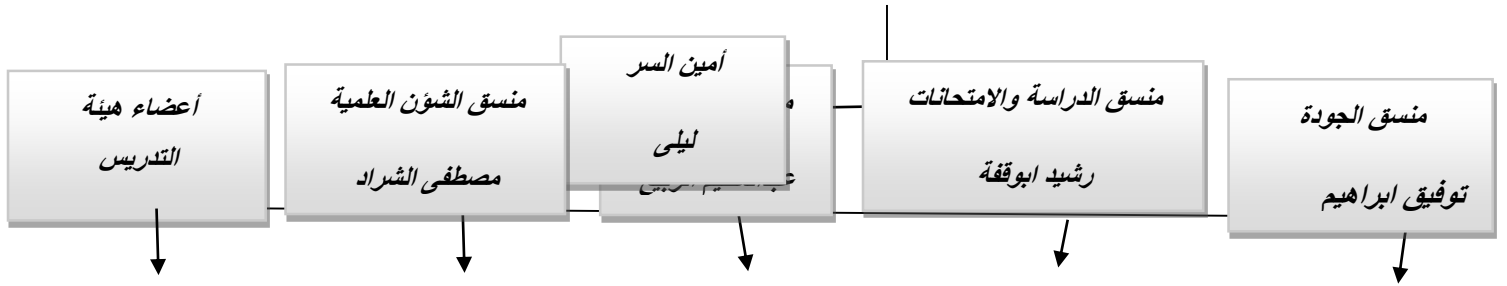 منسق الجودة
توفيق ابراهيم
منسق الدراسة والامتحانات
رشيد ابوقفة
أمين السر
ليلى
منسق الشؤن العلمية
مصطفى الشراد
أعضاء هيئة
التدريس